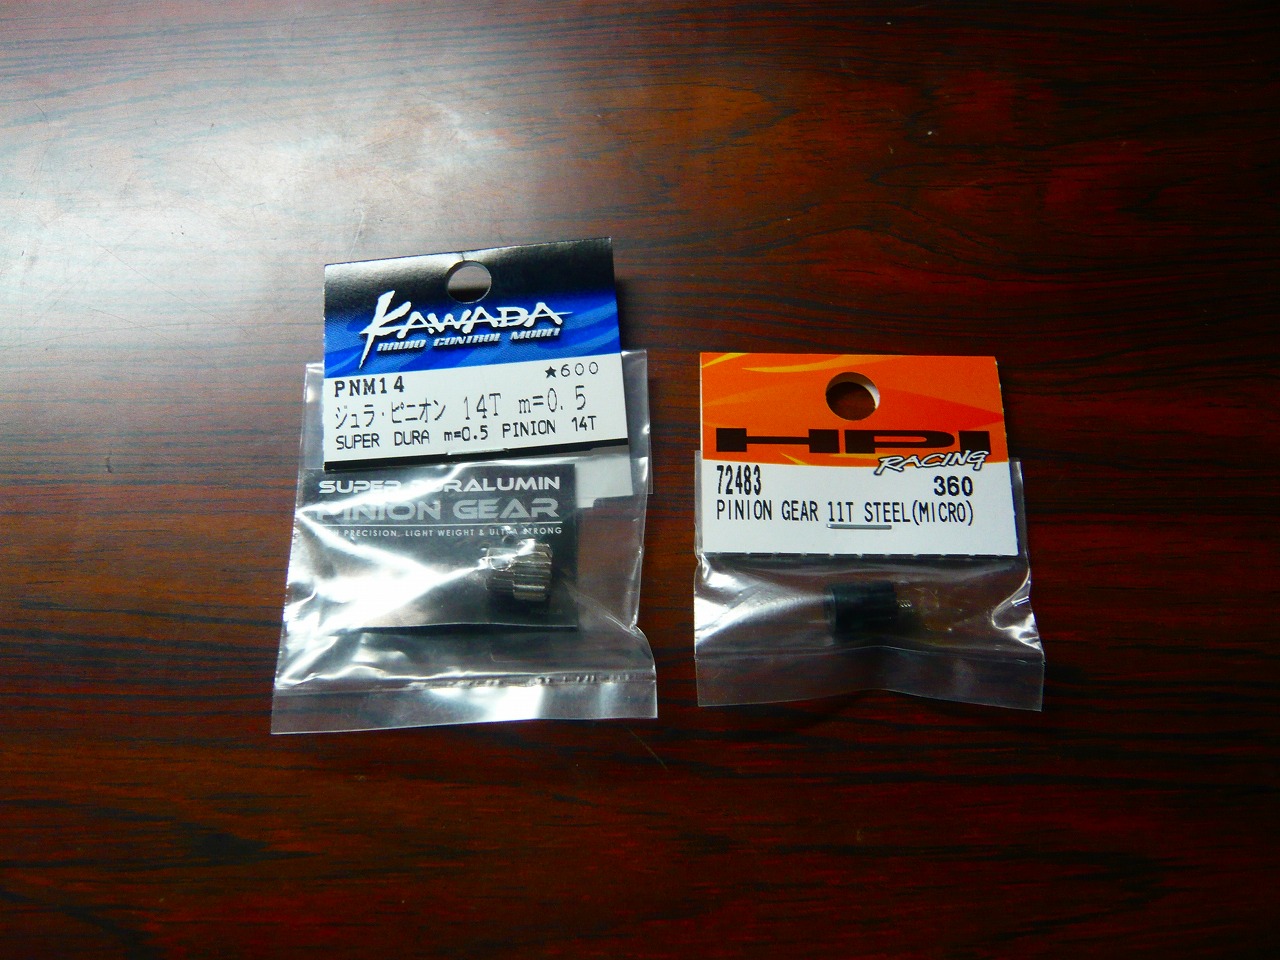 KAWADA
RADIO CONTROL MODEL
PNM14 ★600
ジュラ・ピニオン 14T m=0.5
SUPER DURA m=0.5 PINION 14T
SUPER DURALUMIN
PINION GEAR
PRECISION, LIGHT WEIGHT & ULTRA STRONG
HPI
RACING
72483 360
PINION GEAR 11T STEEL(MICRO)